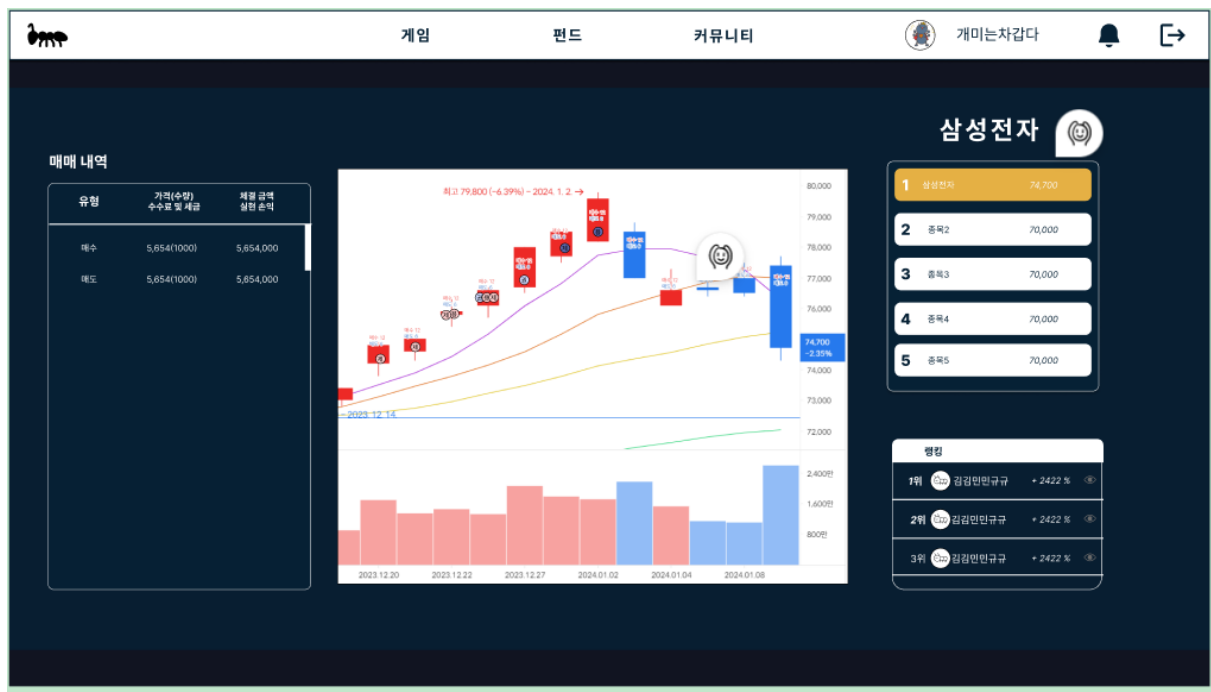 게임 펀드 커뮤니티 개미는차갑다
삼성전자
매매 내역
유형 가격(수량) 체결 금액
수수료 및 세금 실현 손익
매수 5,654(1000) 5,654,000
매도 5,654(1000) 5,654,000
최고 79,800 (-6.39%) - 2024. 1. 2. →
80,000
79,000
78,000
77,000
76,000
74,700
-2.35%
74,000
73,000
72,000
- 2023. 12. 14.
2,400만
1,600만
800만
2023.12.20 2023.12.22 2023.12.27 2024.01.02 2024.01.04 2024.01.08
1 삼성전자 74,700
2 종목2 70,000
3 종목3 70,000
4 종목4 70,000
5 종목5 70,000
랭킹
1위 김김민민규규 + 2422 %
2위 김김민민규규 + 2422 %
3위 김김민민규규 + 2422 %